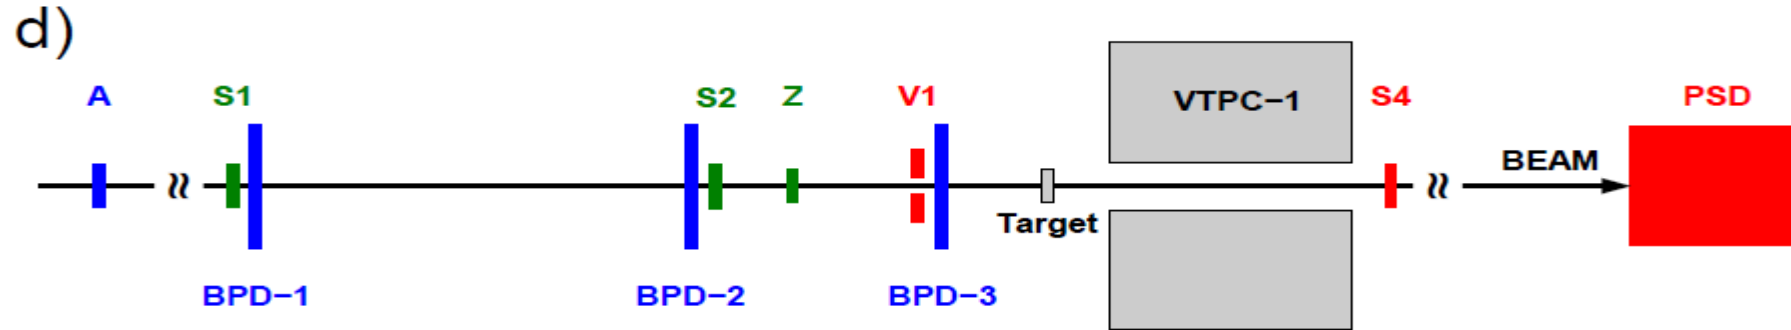 d)
A S1 S2 Z V1 VTPC−1 S4 PSD
BEAM
Target
BPD−1 BPD−2 BPD−3